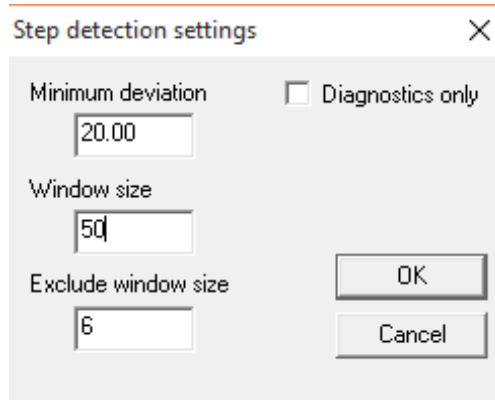 Step detection settings
Minimum deviation
Diagnostics only
20.00
Window size
50
Exclude window size
OK
6
Cancel